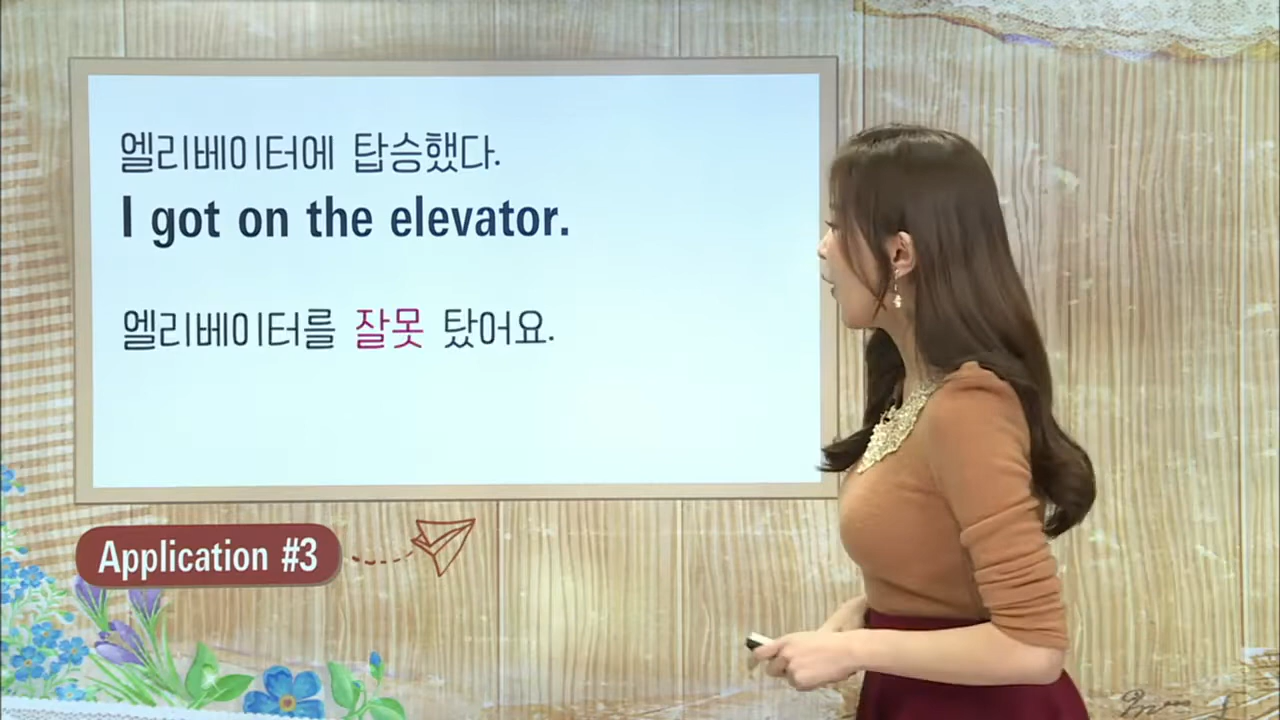 엘리베이터에 탑승했다.
I got on the elevator.
엘리베이터를 잘못 탔어요.
Application #3